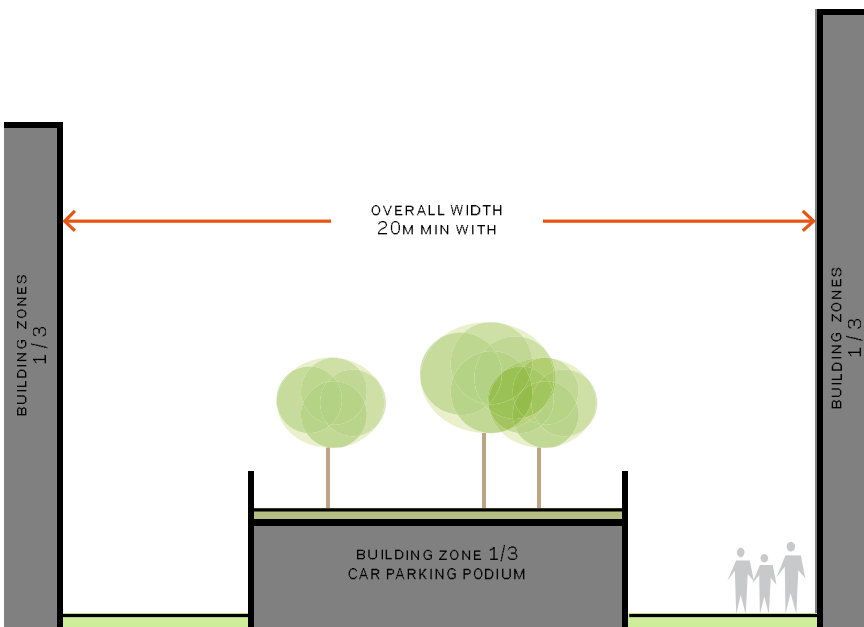 OVERALL WIDTH
20M MIN WITH
BUILDING ZONES
1/3
BUILDING ZONES
1/3
BUILDING ZONE 1/3
CAR PARKING PODIUM